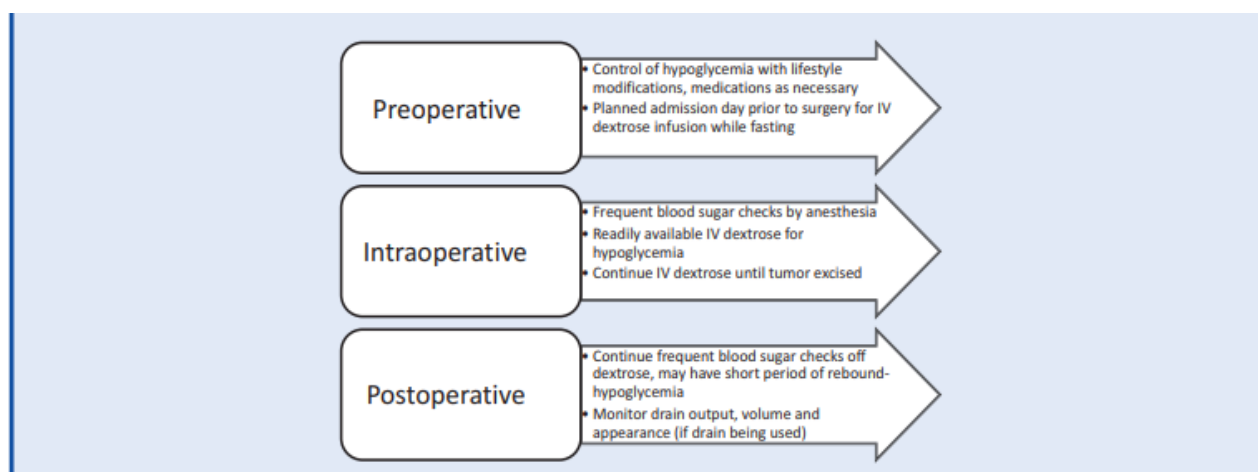 Preoperative
• Control of hypoglycemia with lifestyle
modifications, medications as necessary
• Planned admission day prior to surgery for IV
dextrose infusion while fasting
Intraoperative
• Frequent blood sugar checks by anesthesia
• Readily available IV dextrose for
hypoglycemia
• Continue IV dextrose until tumor excised
Postoperative
• Continue frequent blood sugar checks off
dextrose, may have short period of rebound-
hypoglycemia
• Monitor drain output, volume and
appearance (if drain being used)